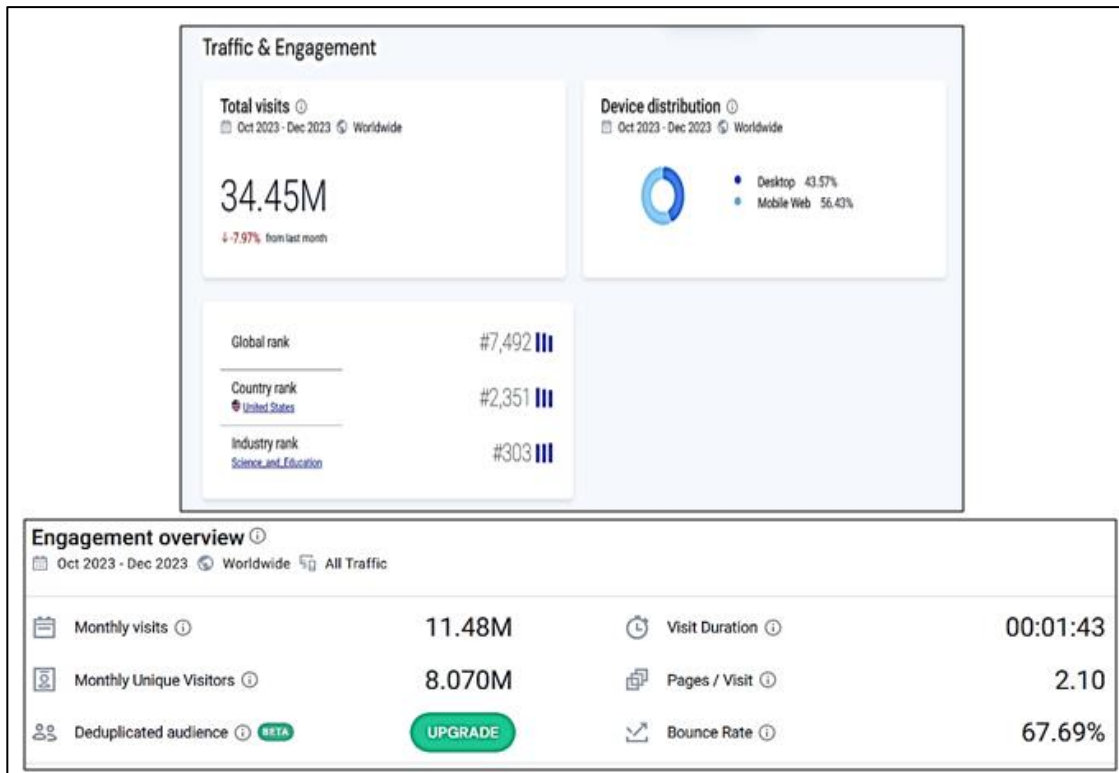 Traffic & Engagement
Total visits
Oct 2023 - Dec 2023 Worldwide
34.45M
↓ -7.97% from last month
Device distribution
Oct 2023 - Dec 2023 Worldwide
Desktop 43.57%
Mobile Web 56.43%
Global rank #7,492
Country rank
United States
#2,351
Industry rank
Science_and_Education
#303
Engagement overview
Oct 2023 - Dec 2023 Worldwide All Traffic
Monthly visits 11.48M
Visit Duration 00:01:43
Monthly Unique Visitors 8.070M
Pages / Visit 2.10
Deduplicated audience BETA UPGRADE
Bounce Rate 67.69%